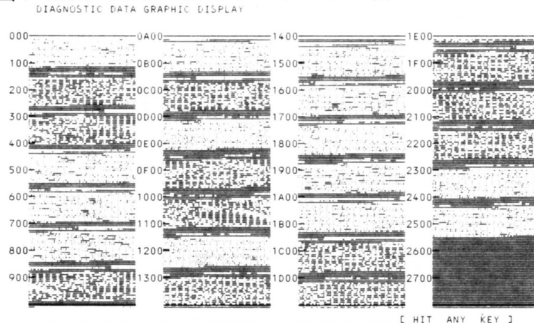 DIAGNOSTIC DATA GRAPHIC DISPLAY
000 0A00 1400 1E00
100 0B00 1500 1F00
200 0C00 1600 2000
300 0D00 1700 2100
400 0E00 1800 2200
500 0F00 1900 2300
600 1000 1A00 2400
700 1100 1B00 2500
800 1200 1C00 2600
900 1300 1D00 2700
[ HIT ANY KEY ]